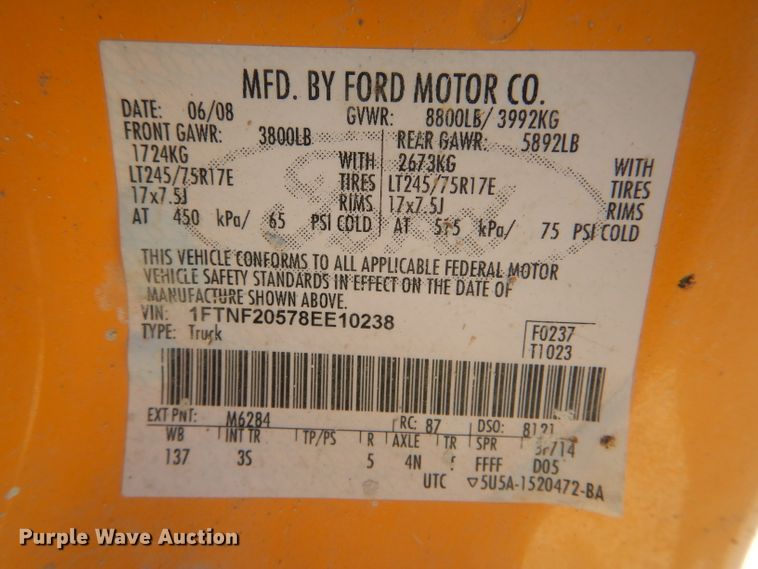 MFD. BY FORD MOTOR CO.
DATE: 06/08 GVWR: 8800LB/ 3992KG
FRONT GAWR: 3800LB REAR GAWR: 5892LB
1724KG WITH 2673KG WITH
LT245/75R17E TIRES LT245/75R17E TIRES
17x7.5J RIMS 17x7.5J RIMS
AT 450 kPa/ 65 PSI COLD AT 515 kPa/ 75 PSI COLD
THIS VEHICLE CONFORMS TO ALL APPLICABLE FEDERAL MOTOR
VEHICLE SAFETY STANDARDS IN EFFECT ON THE DATE OF
MANUFACTURE SHOWN ABOVE.
VIN: 1FTNF20578EE10238
TYPE: Truck
F0237
T1023
EXT PNT: M6284 RC: 87 DSO: 8121
WB INT TR TP/PS R AXLE TR SPR
137 3S 5 4N FFFF D05
UTC ▽5U5A-1520472-BA
Purple Wave Auction